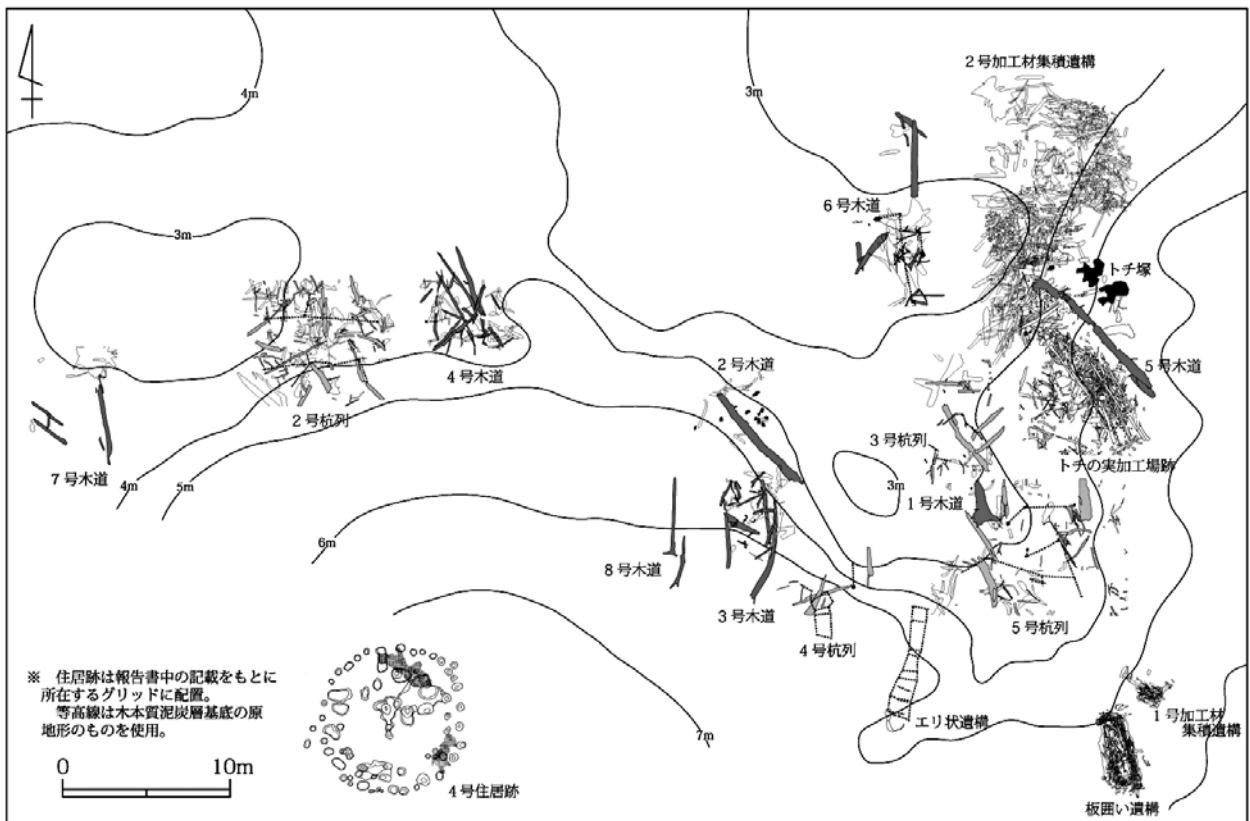 2号加工材集積遺構
4m
3m
6号木道
トチ塚
3m
4号木道
2号木道
5号木道
2号杭列
3号杭列
トチの実加工場跡
7号木道
4m
5m
3m
1号木道
6m
8号木道
3号木道
4号杭列
5号杭列
※ 住居跡は報告書中の記載をもとに
所在するグリッドに配置。
等高線は木本質泥炭層基底の原
地形のものを使用。
7m
エリ状遺構
1号加工材
集積遺構
0 10m
4号住居跡
板囲い遺構